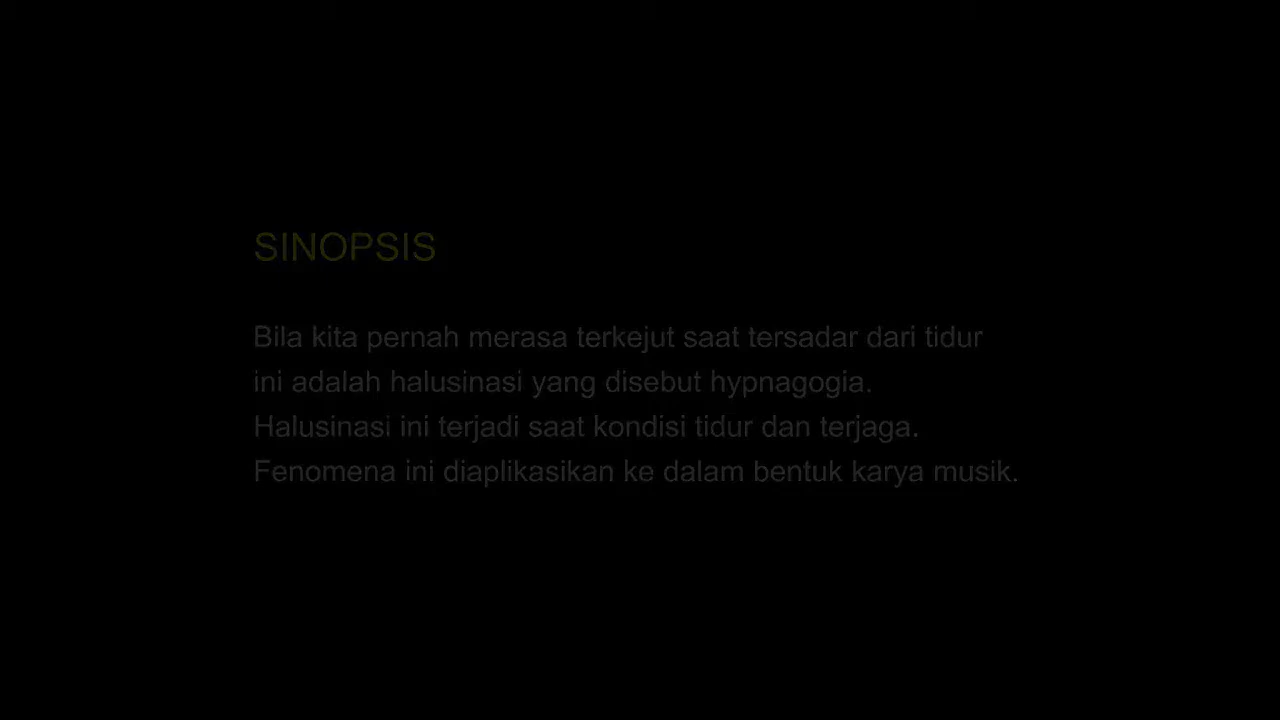 SINOPSIS
Bila kita pernah merasa terkejut saat tersadar dari tidur
ini adalah halusinasi yang disebut hypnagogia.
Halusinasi ini terjadi saat kondisi tidur dan terjaga.
Fenomena ini diaplikasikan ke dalam bentuk karya musik.